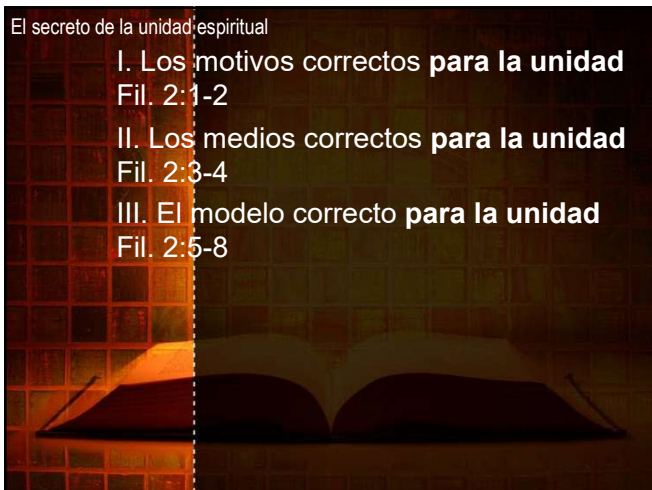 El secreto de la unidad espiritual
I. Los motivos correctos para la unidad
Fil. 2:1-2
II. Los medios correctos para la unidad
Fil. 2:3-4
III. El modelo correcto para la unidad
Fil. 2:5-8